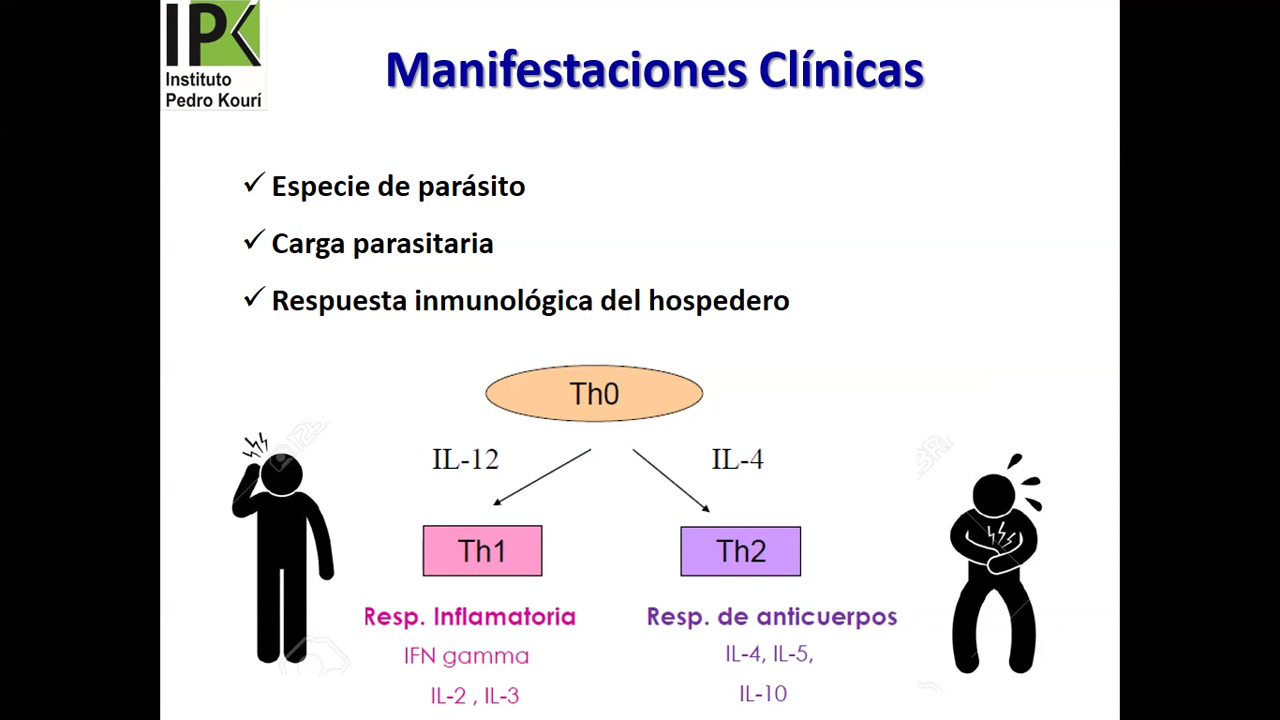 IPK
Instituto
Pedro Kourí
Manifestaciones Clínicas
✓ Especie de parásito
✓ Carga parasitaria
✓ Respuesta inmunológica del hospedero
Th0
IL-12
IL-4
Th1
Th2
Resp. Inflamatoria
IFN gamma
IL-2 , IL-3
Resp. de anticuerpos
IL-4, IL-5,
IL-10